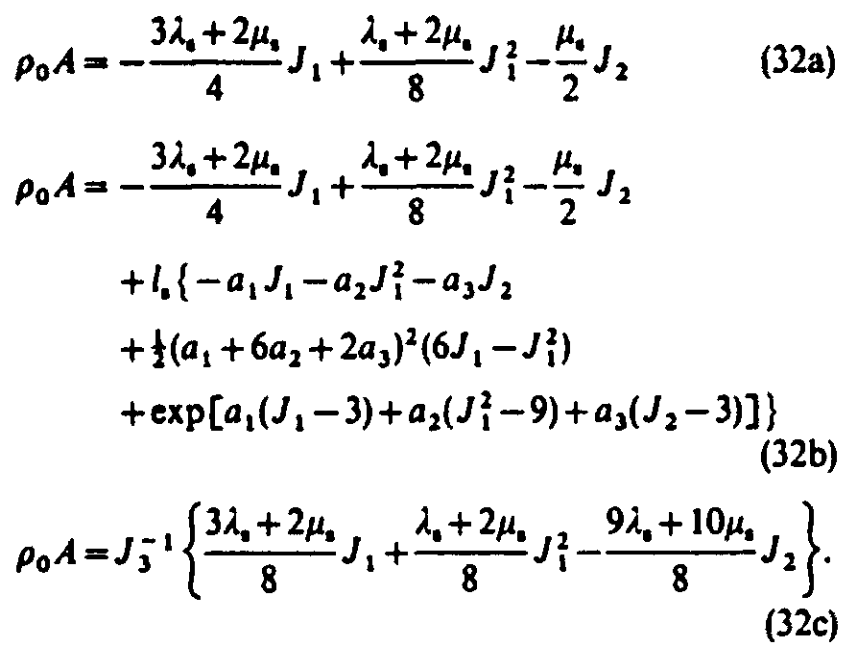 ρ₀A = −(3λₛ + 2μₛ)/4 J₁ + (λₛ + 2μₛ)/8 J₁² − μₛ/2 J₂ (32a)
ρ₀A = −(3λₛ + 2μₛ)/4 J₁ + (λₛ + 2μₛ)/8 J₁² − μₛ/2 J₂
+ lₛ{−a₁J₁ − a₂J₁² − a₃J₂
+ ½(a₁ + 6a₂ + 2a₃)²(6J₁ − J₁²)
+ exp[a₁(J₁ − 3) + a₂(J₁² − 9) + a₃(J₂ − 3)]}
(32b)
ρ₀A = J₃⁻¹{(3λₛ + 2μₛ)/8 J₁ + (λₛ + 2μₛ)/8 J₁² − (9λₛ + 10μₛ)/8 J₂}.
(32c)